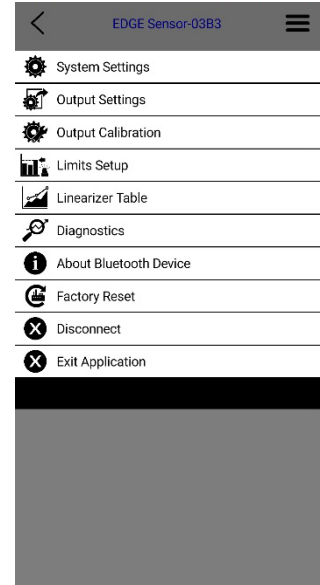 EDGE Sensor-03B3
System Settings
Output Settings
Output Calibration
Limits Setup
Linearizer Table
Diagnostics
About Bluetooth Device
Factory Reset
Disconnect
Exit Application